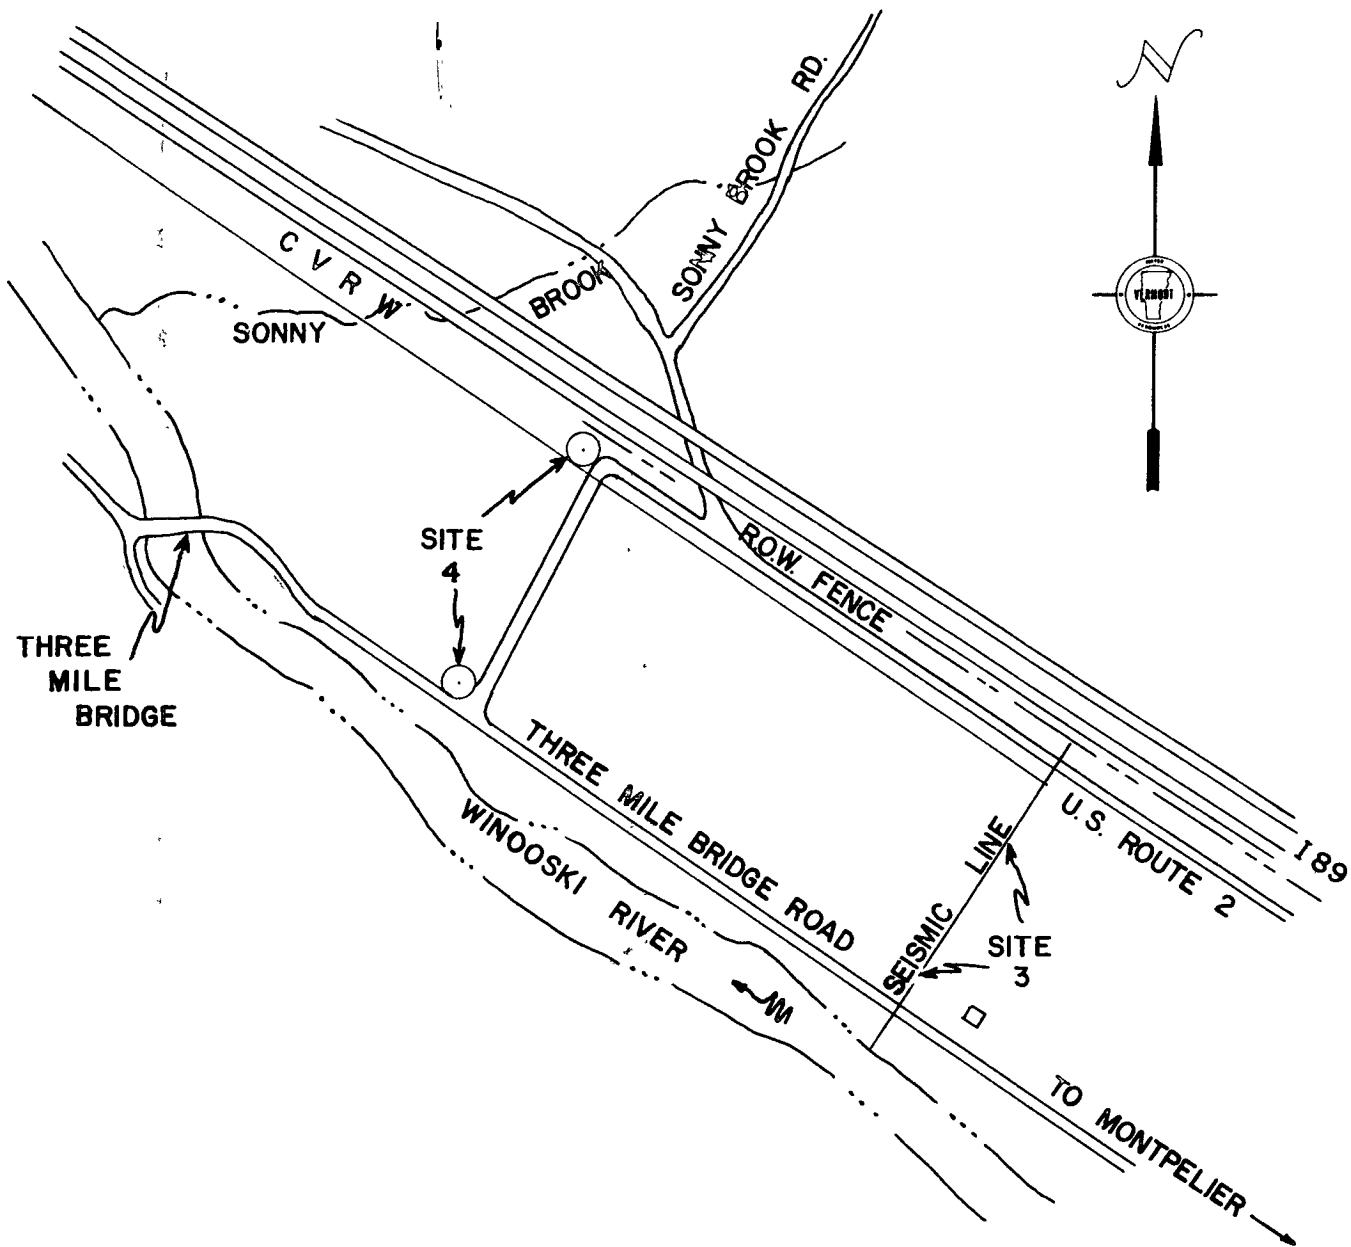 N
SONNY BROOK RD.
C V R W
SONNY BROOK
VERMONT
SITE
4
R.O.W. FENCE
THREE
MILE
BRIDGE
THREE MILE BRIDGE ROAD
WINOOSKI RIVER
SEISMIC LINE
SITE
3
U.S. ROUTE 2
I 89
TO MONTPELIER